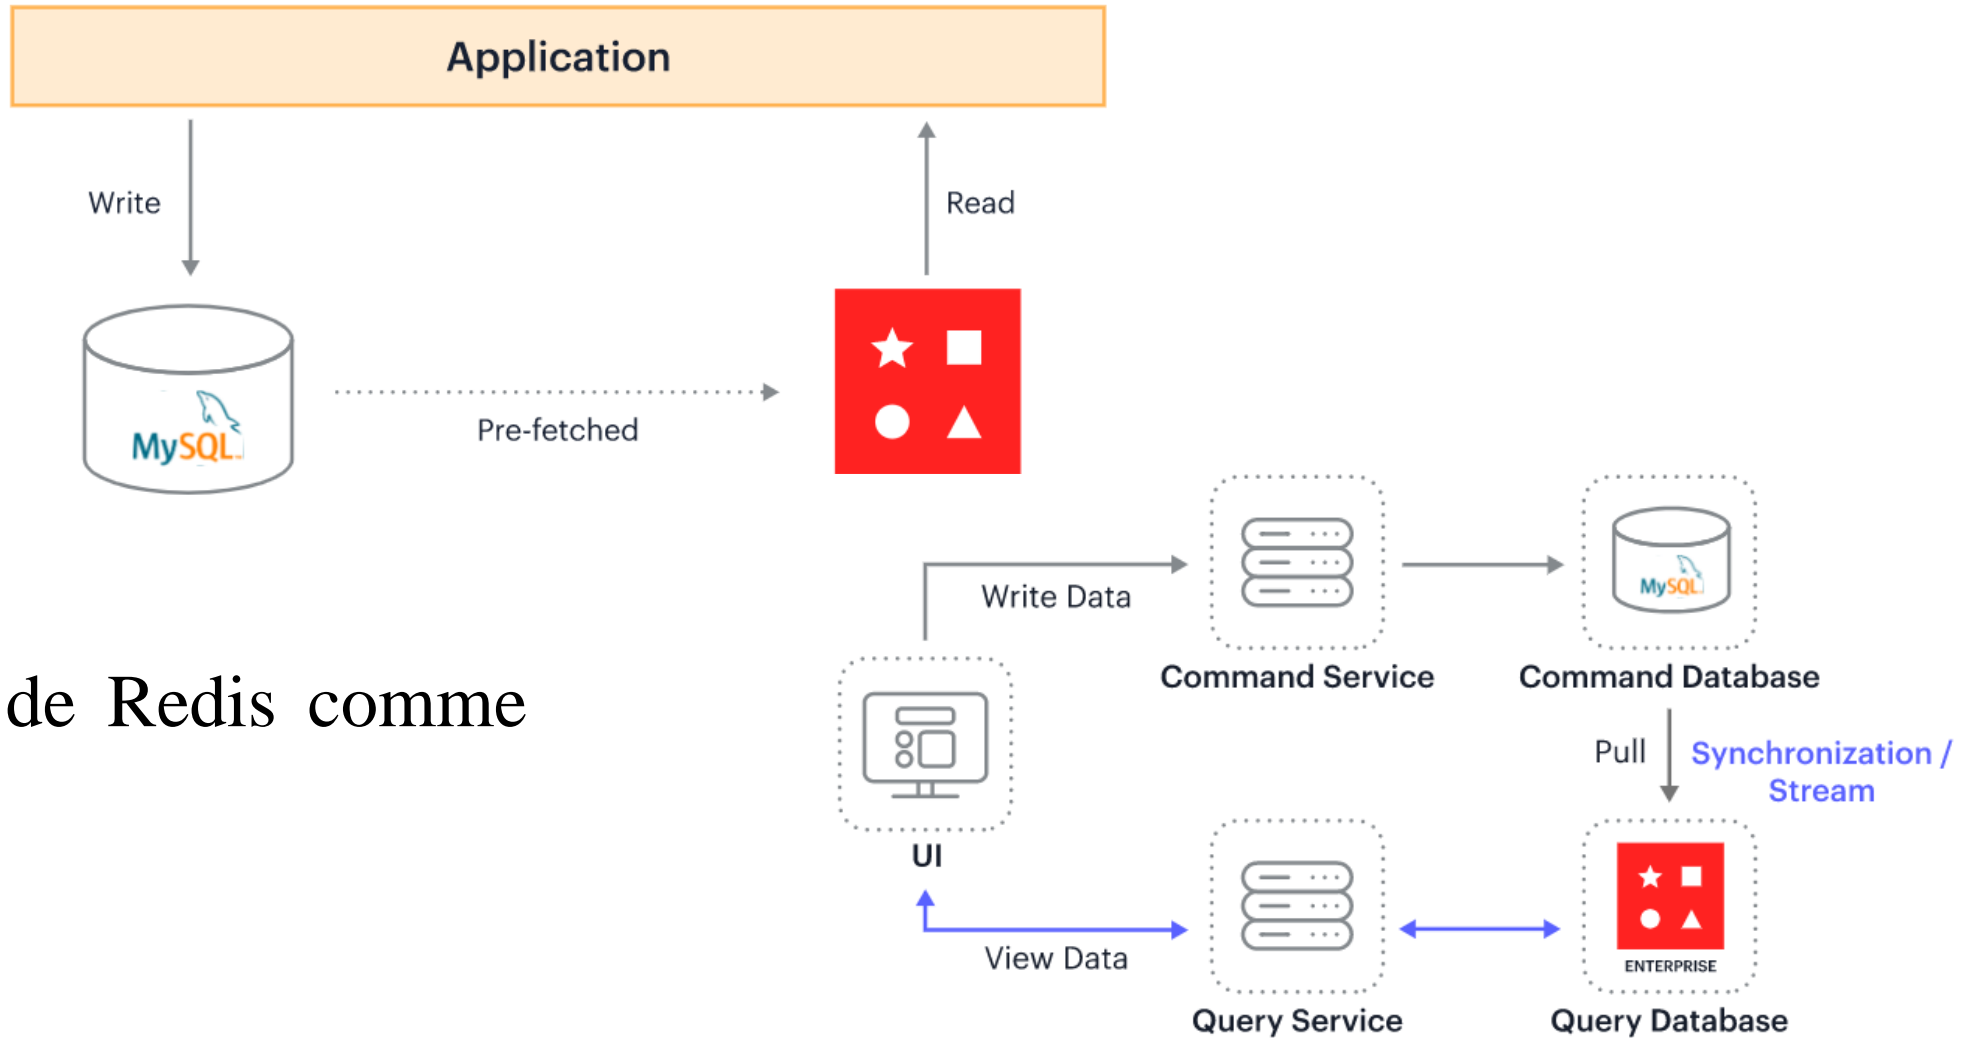 Application
Write
Read
MySQL
Pre-fetched
Write Data
MySQL
Command Service
Command Database
de Redis comme
Pull
Synchronization /
Stream
UI
View Data
ENTERPRISE
Query Service
Query Database